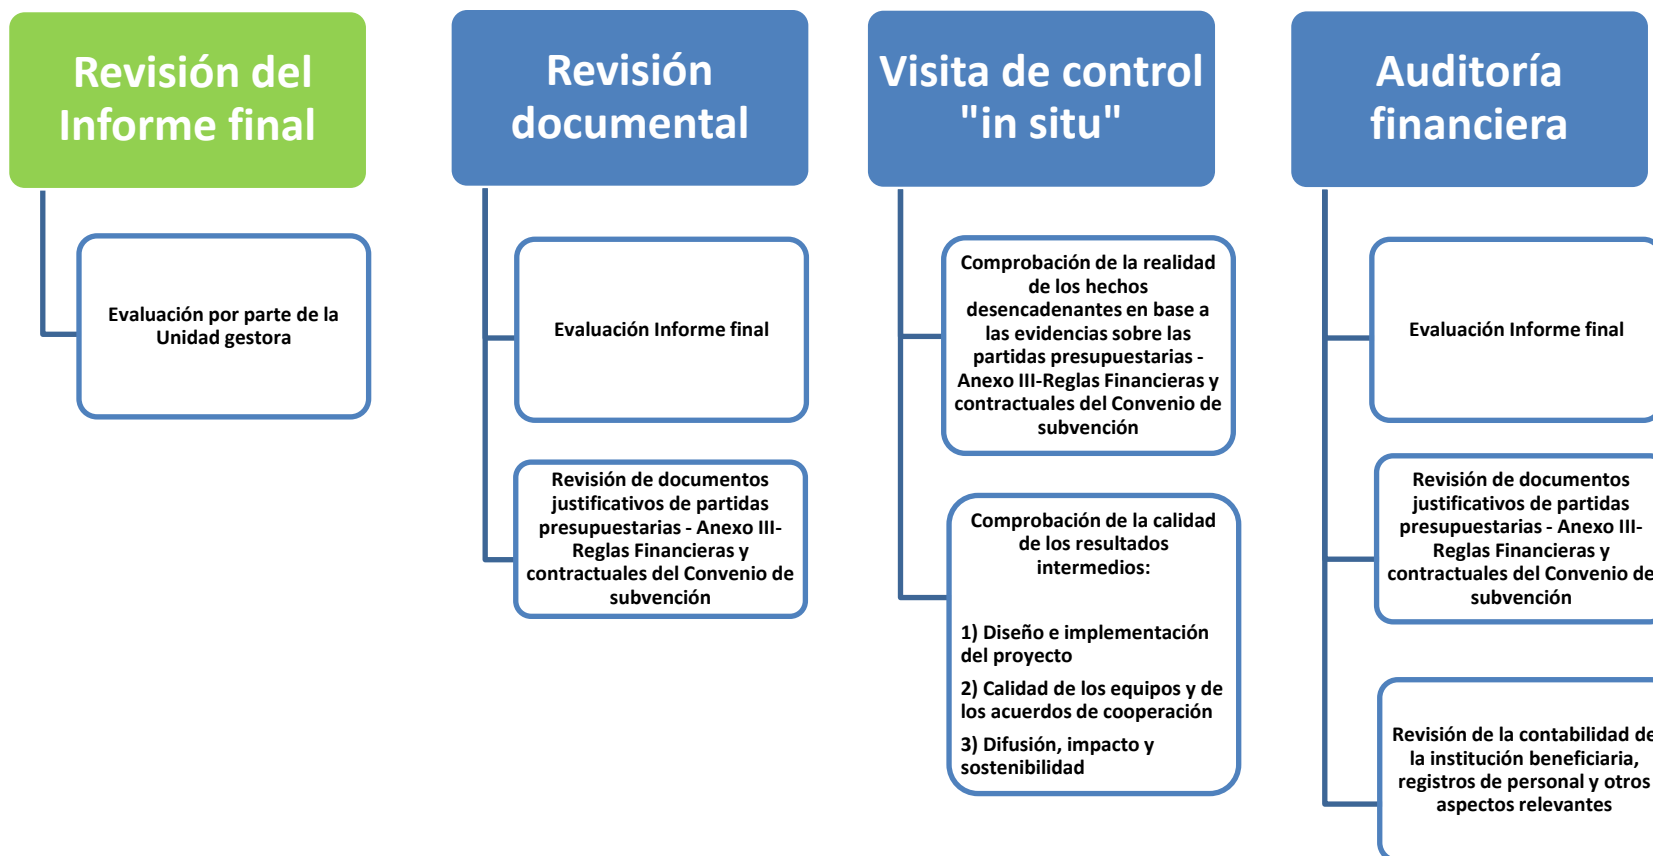 Revisión del
Informe final
Evaluación por parte de la
Unidad gestora
Revisión
documental
Evaluación Informe final
Revisión de documentos
justificativos de partidas
presupuestarias - Anexo III-
Reglas Financieras y
contractuales del Convenio de
subvención
Visita de control
"in situ"
Comprobación de la realidad
de los hechos
desencadenantes en base a
las evidencias sobre las
partidas presupuestarias -
Anexo III-Reglas Financieras y
contractuales del Convenio de
subvención
Comprobación de la calidad
de los resultados
intermedios:
1) Diseño e implementación
del proyecto
2) Calidad de los equipos y de
los acuerdos de cooperación
3) Difusión, impacto y
sostenibilidad
Auditoría
financiera
Evaluación Informe final
Revisión de documentos
justificativos de partidas
presupuestarias - Anexo III-
Reglas Financieras y
contractuales del Convenio de
subvención
Revisión de la contabilidad de
la institución beneficiaria,
registros de personal y otros
aspectos relevantes